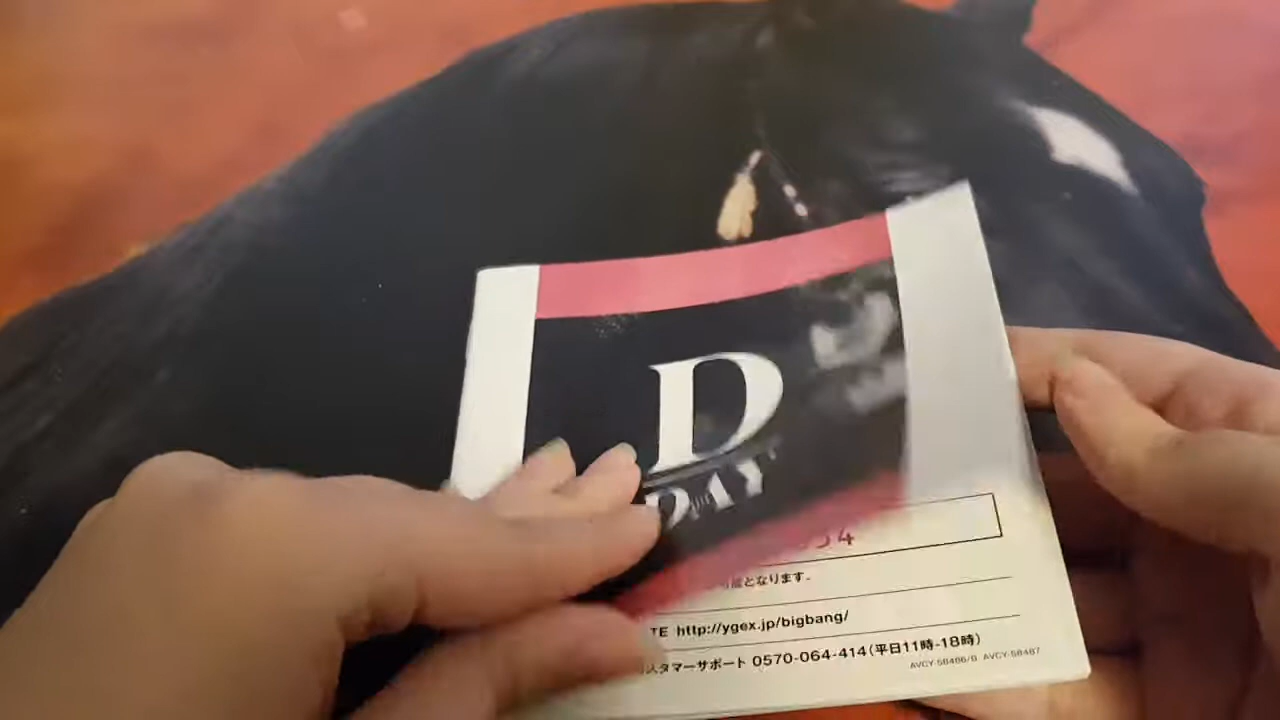 D
DAY
能となります.
TE http://ygex.jp/bigbang/
スタマーサポート 0570-064-414(平日11時-18時)
AVCY-58486/B AVCY-58487